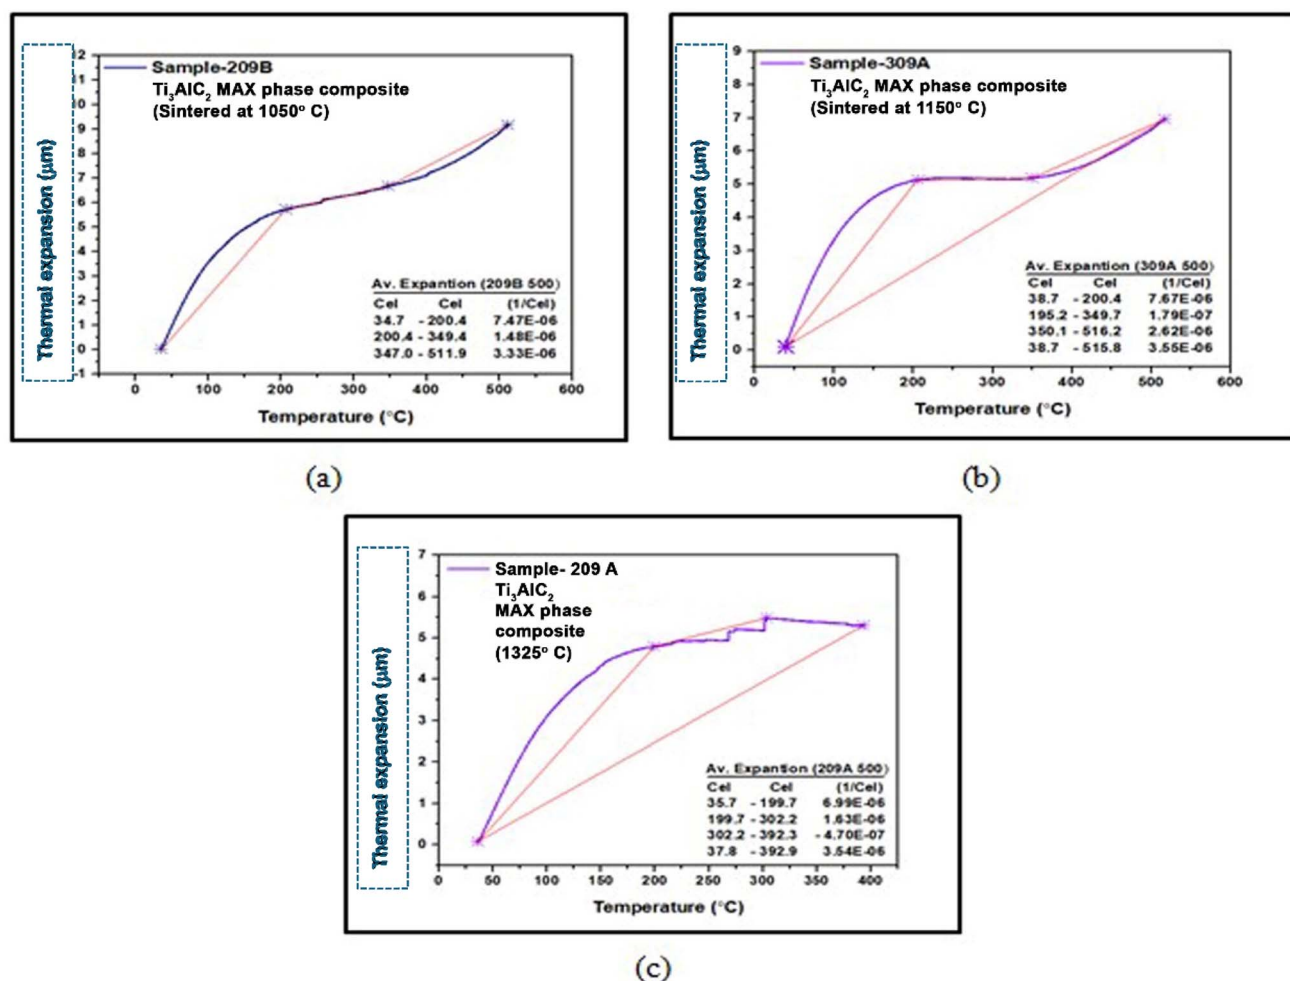 Thermal expansion (µm)
12
11
10
9
8
7
6
5
4
3
2
1
0
-1
Sample-209B
Ti₃AlC₂ MAX phase composite
(Sintered at 1050° C)
Av. Expantion (209B 500)
Cel Cel (1/Cel)
34.7 - 200.4 7.47E-06
200.4 - 349.4 1.48E-06
347.0 - 511.9 3.33E-06
0 100 200 300 400 500 600
Temperature (°C)
(a)
Thermal expansion (µm)
9
8
7
6
5
4
3
2
1
0
Sample-309A
Ti₃AlC₂ MAX phase composite
(Sintered at 1150° C)
Av. Expantion (309A 500)
Cel Cel (1/Cel)
38.7 - 200.4 7.67E-06
195.2 - 349.7 1.79E-07
350.1 - 516.2 2.62E-06
38.7 - 515.8 3.55E-06
0 100 200 300 400 500 600
Temperature (°C)
(b)
Thermal expansion (µm)
7
6
5
4
3
2
1
0
Sample- 209 A
Ti₃AlC₂
MAX phase
composite
(1325° C)
Av. Expantion (209A 500)
Cel Cel (1/Cel)
35.7 - 199.7 6.99E-06
199.7 - 302.2 1.63E-06
302.2 - 392.3 - 4.70E-07
37.8 - 392.9 3.54E-06
0 50 100 150 200 250 300 350 400
Temperature (°C)
(c)